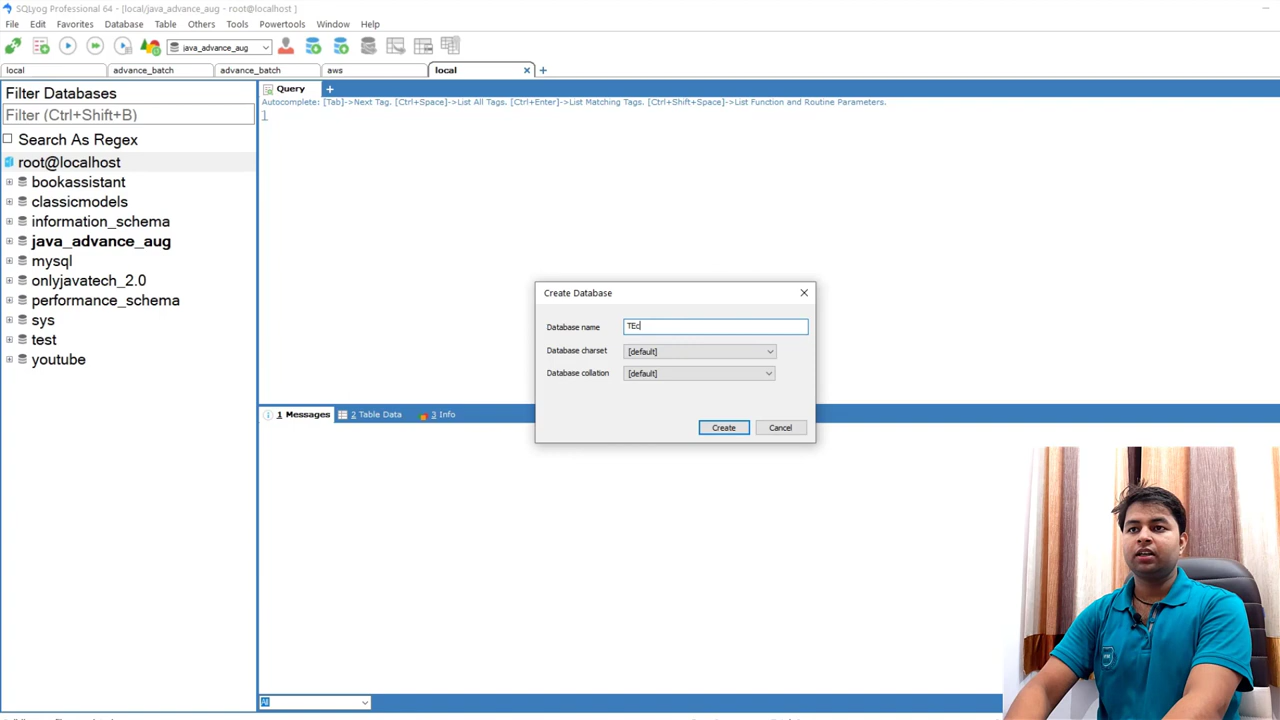 SQLyog Professional 64 - [local/java_advance_aug - root@localhost ]
File Edit Favorites Database Table Others Tools Powertools Window Help
java_advance_aug
local advance_batch advance_batch aws local
Filter Databases
Filter (Ctrl+Shift+B)
Search As Regex
root@localhost
bookassistant
classicmodels
information_schema
java_advance_aug
mysql
onlyjavatech_2.0
performance_schema
sys
test
youtube
Query
Autocomplete: [Tab]->Next Tag. [Ctrl+Space]->List All Tags. [Ctrl+Enter]->List Matching Tags. [Ctrl+Shift+Space]->List Function and Routine Parameters.
1
Create Database
Database name TEc
Database charset [default]
Database collation [default]
Create Cancel
1 Messages 2 Table Data 3 Info
All